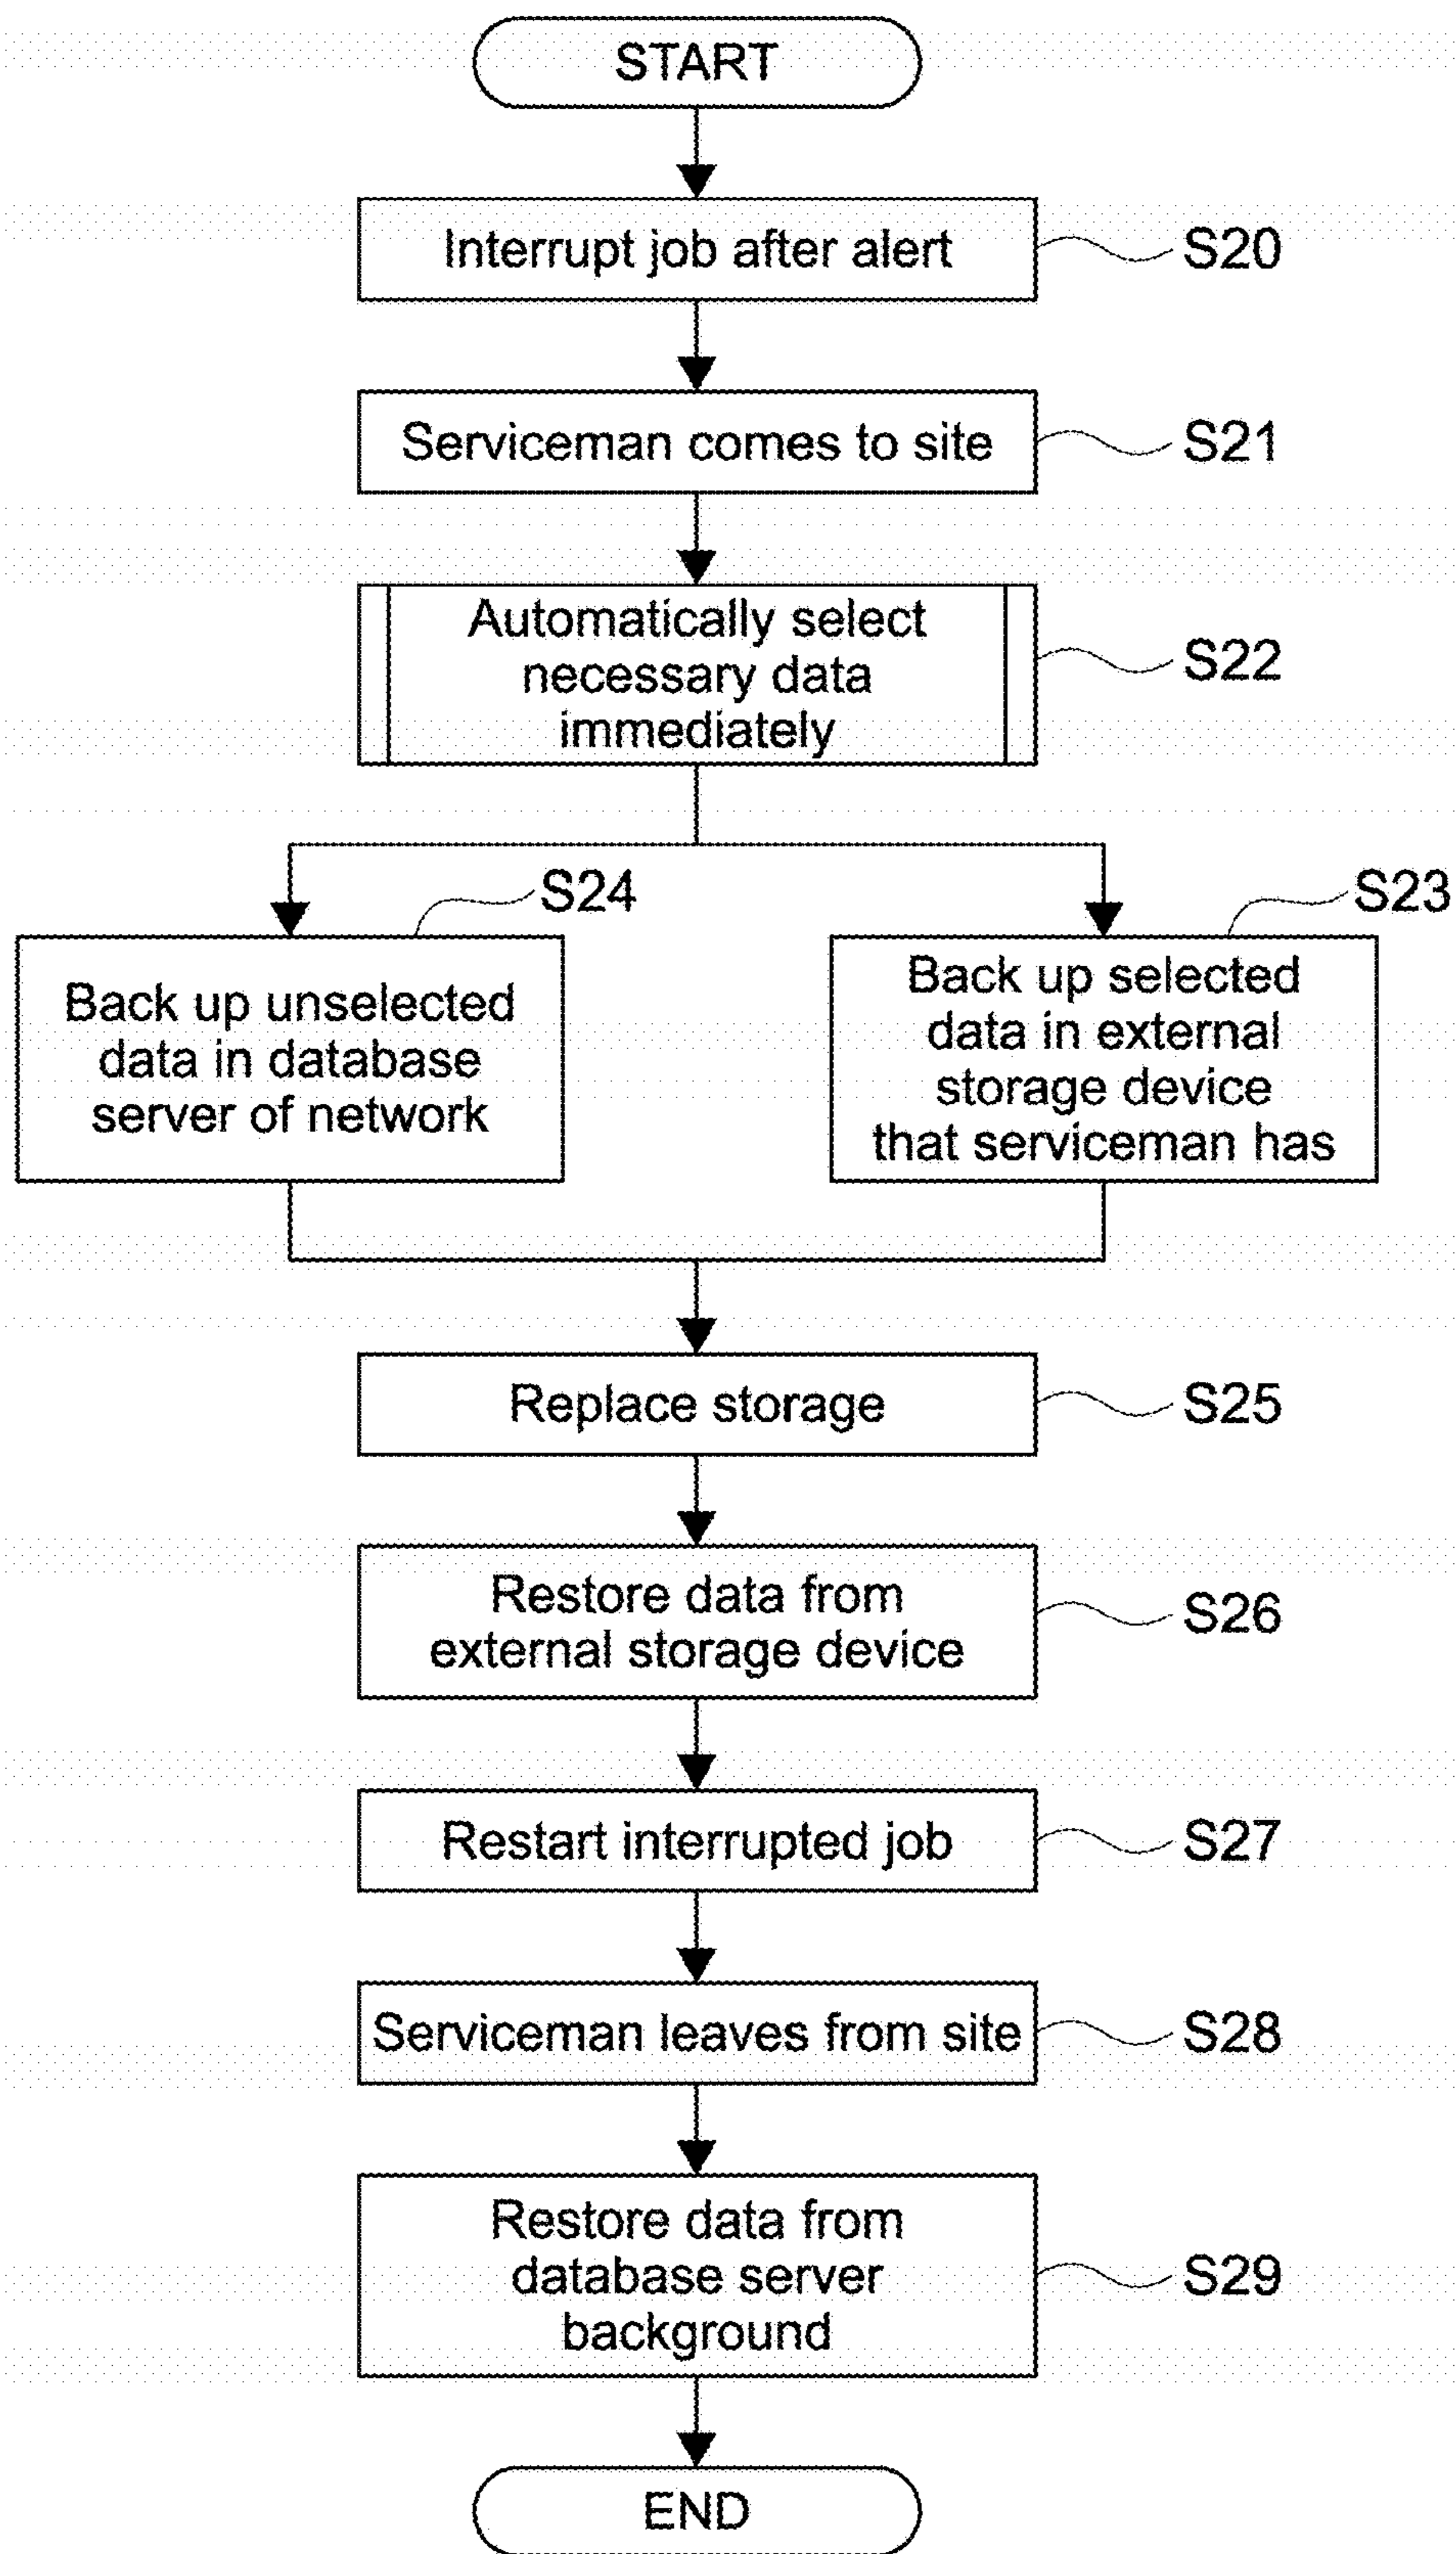 START
Interrupt job after alert
S20
Serviceman comes to site
S21
Automatically select
necessary data
immediately
S22
S24
Back up unselected
data in database
server of network
S23
Back up selected
data in external
storage device
that serviceman has
Replace storage
S25
Restore data from
external storage device
S26
Restart interrupted job
S27
Serviceman leaves from site
S28
Restore data from
database server
background
S29
END